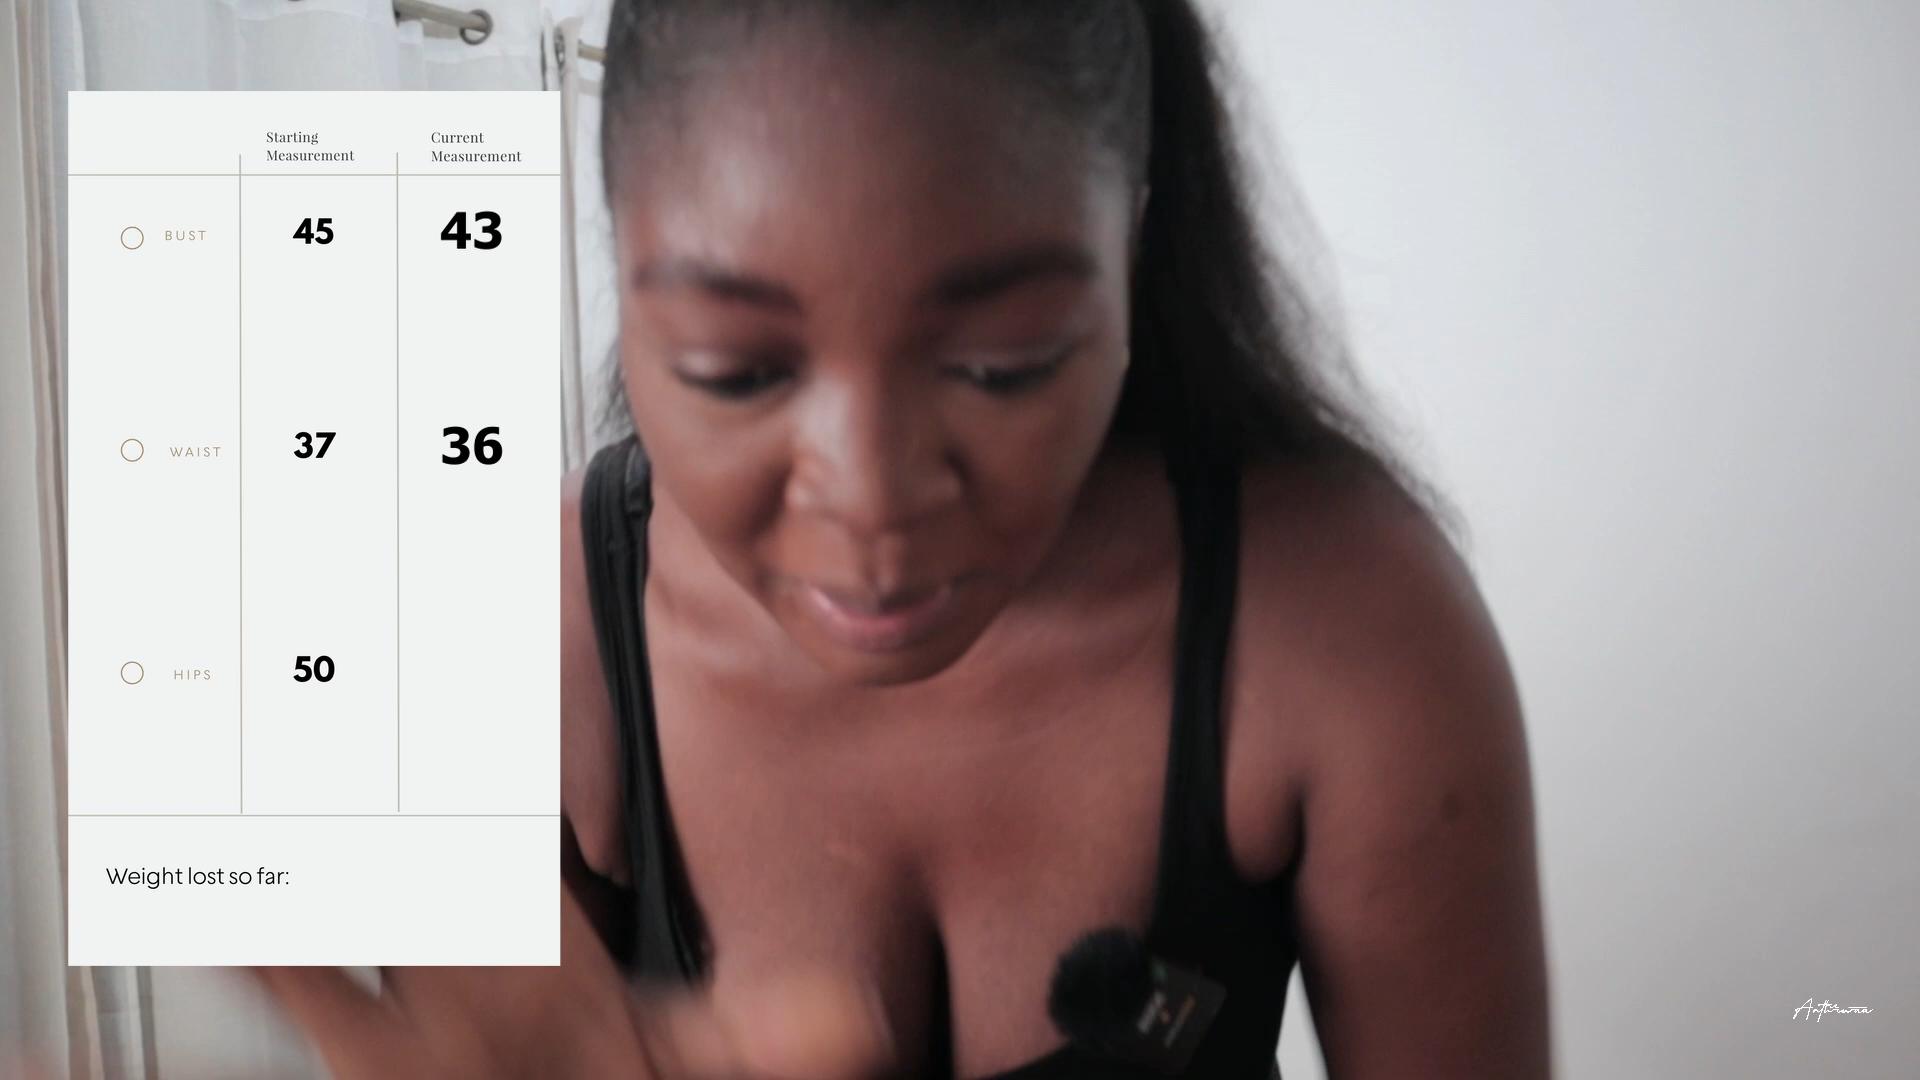 Starting
Measurement
Current
Measurement
BUST
45
43
WAIST
37
36
HIPS
50
Weight lost so far: